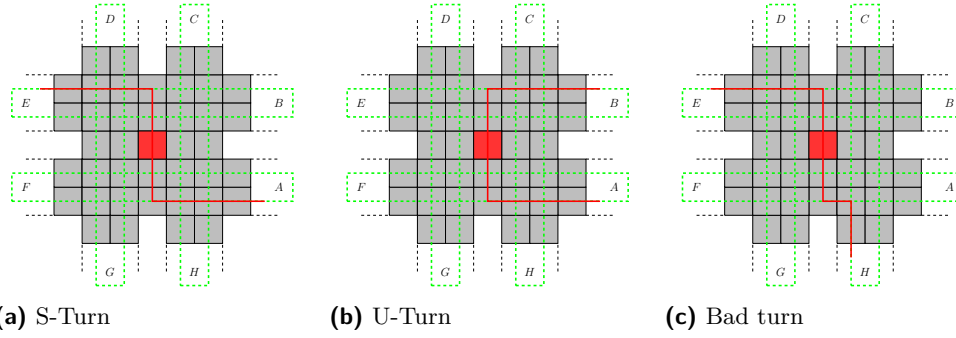 D C D C D C
E B E B E B
F A F A F A
G H G H G H
(a) S-Turn (b) U-Turn (c) Bad turn